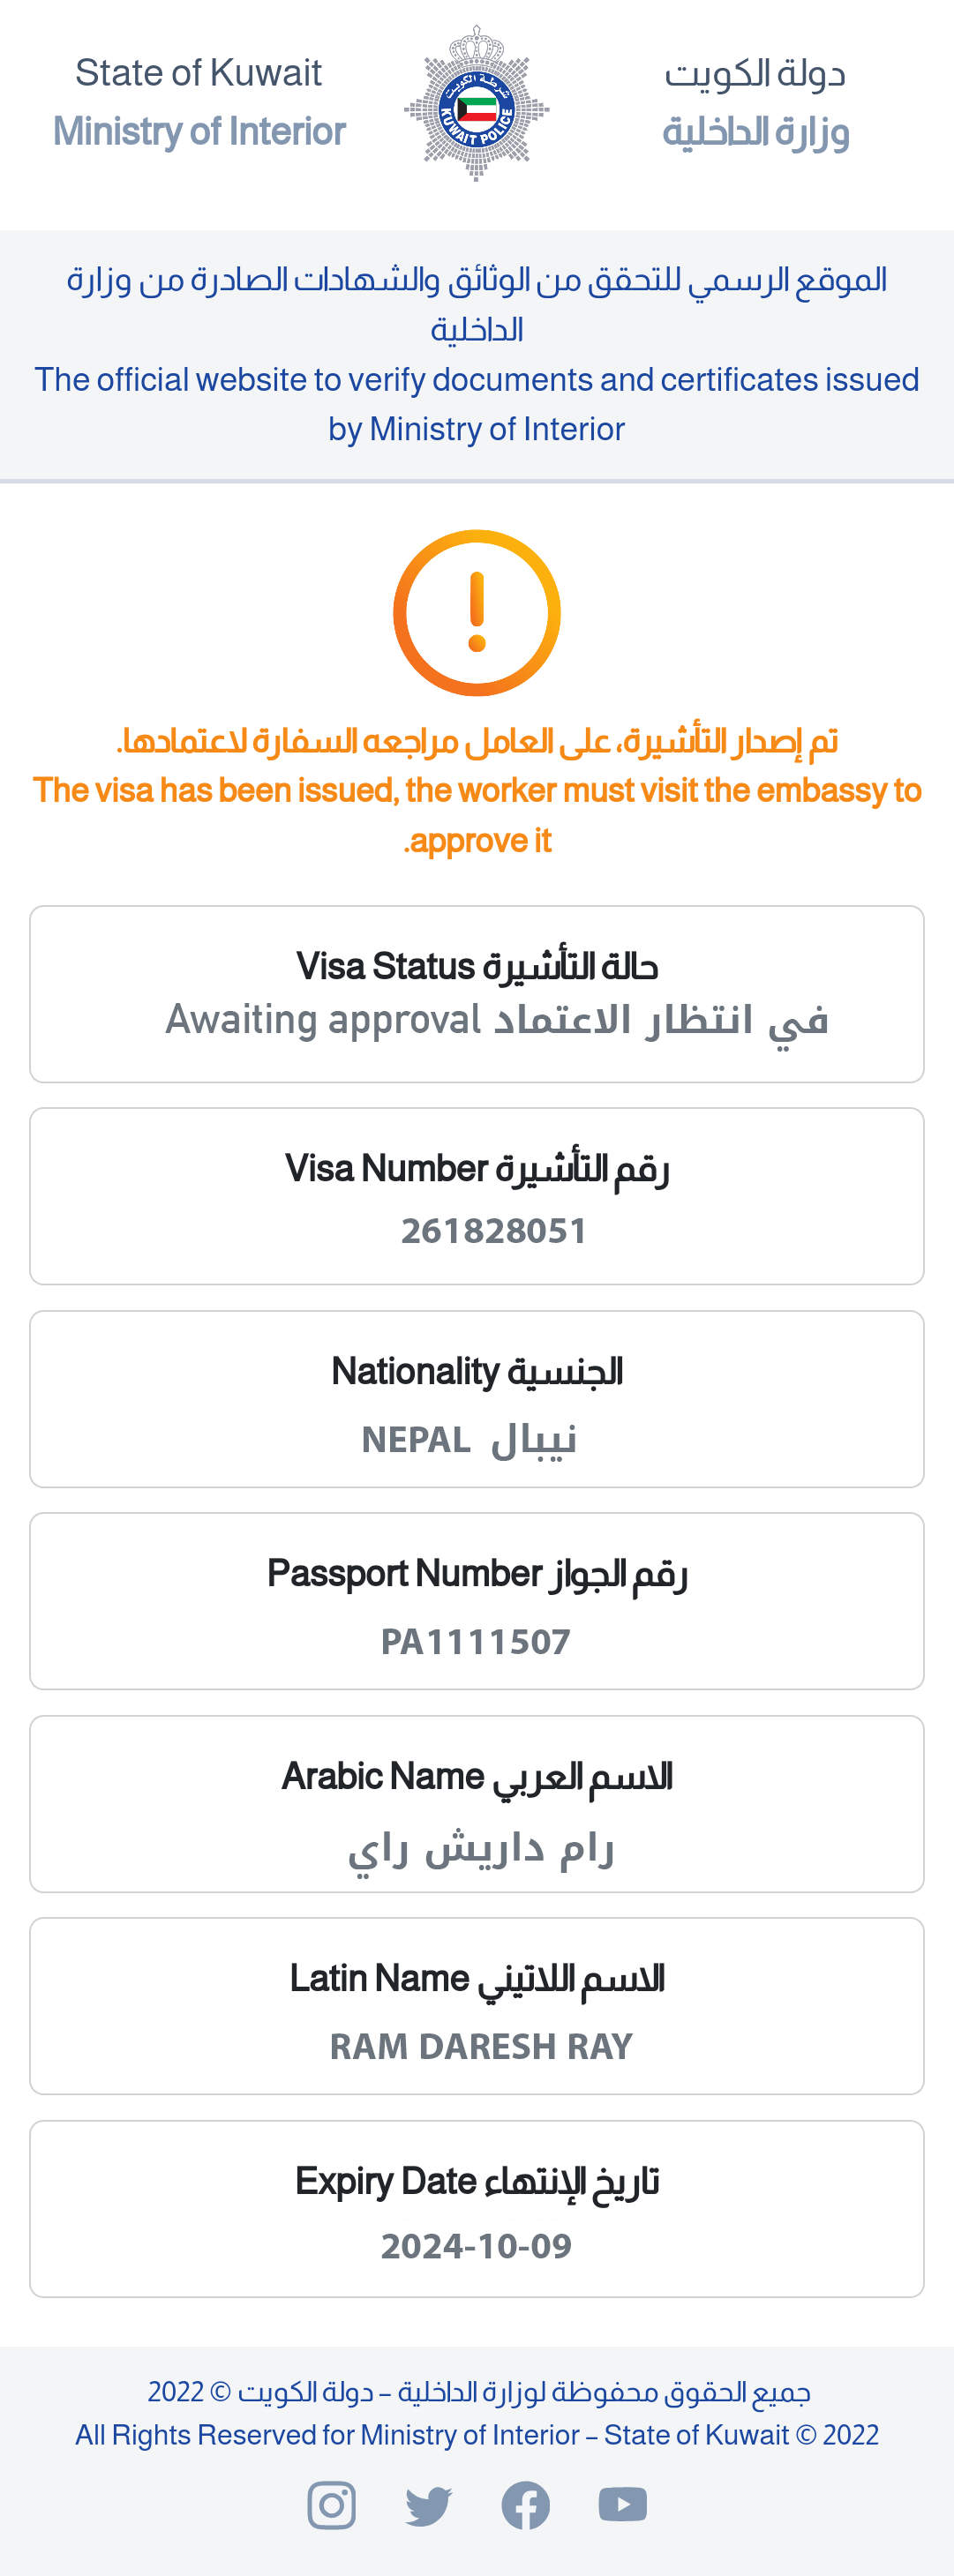 State of Kuwait
Ministry of Interior
شرطة الكويت
KUWAIT POLICE
دولة الكويت
وزارة الداخلية
الموقع الرسمي للتحقق من الوثائق والشهادات الصادرة من وزارة
الداخلية
The official website to verify documents and certificates issued
by Ministry of Interior
تم إصدار التأشيرة، على العامل مراجعه السفارة لاعتمادها.
The visa has been issued, the worker must visit the embassy to
.approve it
Visa Status حالة التأشيرة
Awaiting approval في انتظار الاعتماد
Visa Number رقم التأشيرة
261828051
Nationality الجنسية
NEPAL نيبال
Passport Number رقم الجواز
PA1111507
Arabic Name الاسم العربي
رام داريش راي
Latin Name الاسم اللاتيني
RAM DARESH RAY
Expiry Date تاريخ الإنتهاء
2024-10-09
جميع الحقوق محفوظة لوزارة الداخلية – دولة الكويت © 2022
All Rights Reserved for Ministry of Interior – State of Kuwait © 2022